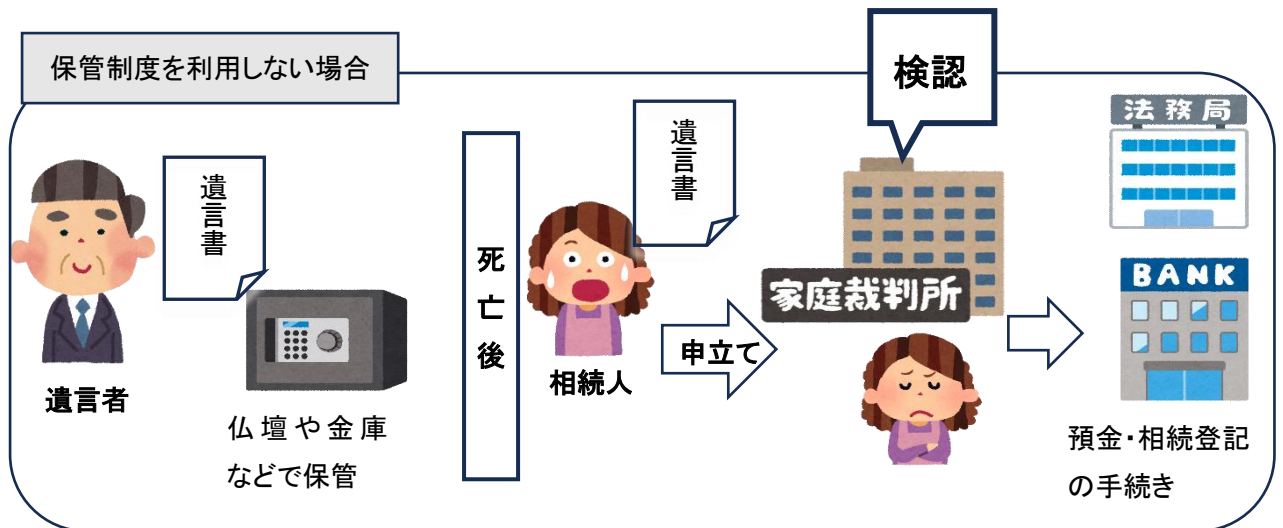 保管制度を利用しない場合
検認
遺言書
遺言者
仏壇や金庫
などで保管
死亡後
遺言書
相続人
申立て
家庭裁判所
法務局
BANK
預金・相続登記
の手続き